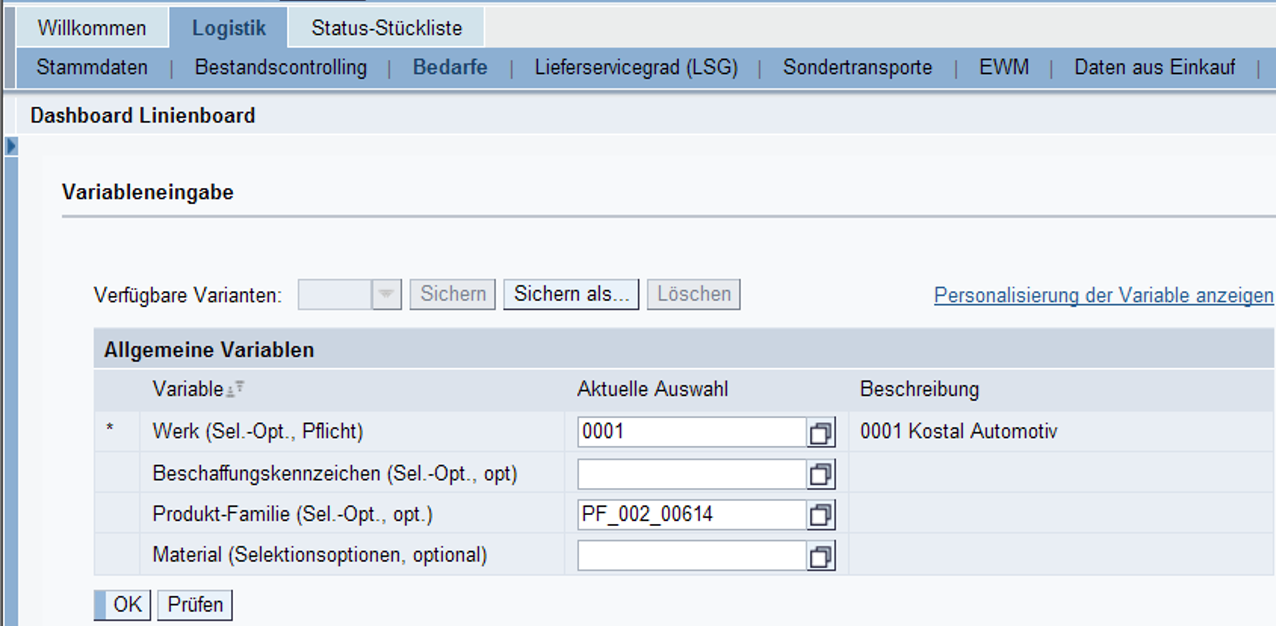 Willkommen Logistik Status-Stückliste
Stammdaten | Bestandscontrolling | Bedarfe | Lieferservicegrad (LSG) | Sondertransporte | EWM | Daten aus Einkauf |
Dashboard Linienboard
Variableneingabe
Verfügbare Varianten: Sichern Sichern als... Löschen Personalisierung der Variable anzeigen
Allgemeine Variablen
Variable Aktuelle Auswahl Beschreibung
* Werk (Sel.-Opt., Pflicht) 0001 0001 Kostal Automotiv
Beschaffungskennzeichen (Sel.-Opt., opt)
Produkt-Familie (Sel.-Opt., opt.) PF_002_00614
Material (Selektionsoptionen, optional)
OK Prüfen